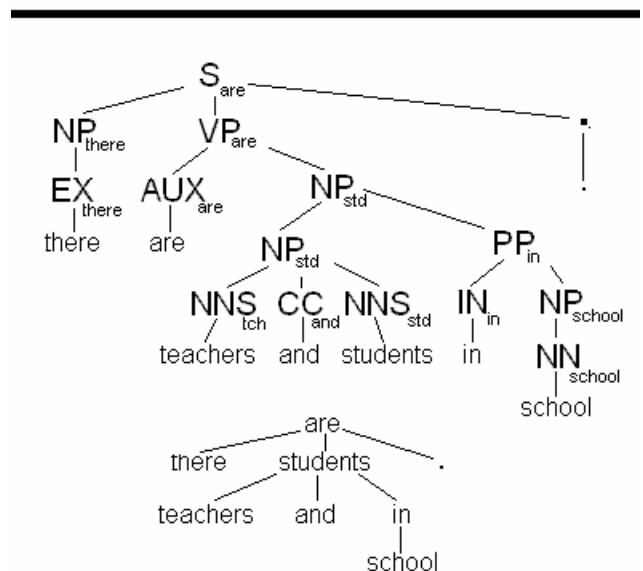 S are
NP there VP are .
EX there AUX are NP std .
there are
NP std PP in
NNS tch CC and NNS std IN in NP school
teachers and students in NN school
school
are
there students .
teachers and in
school